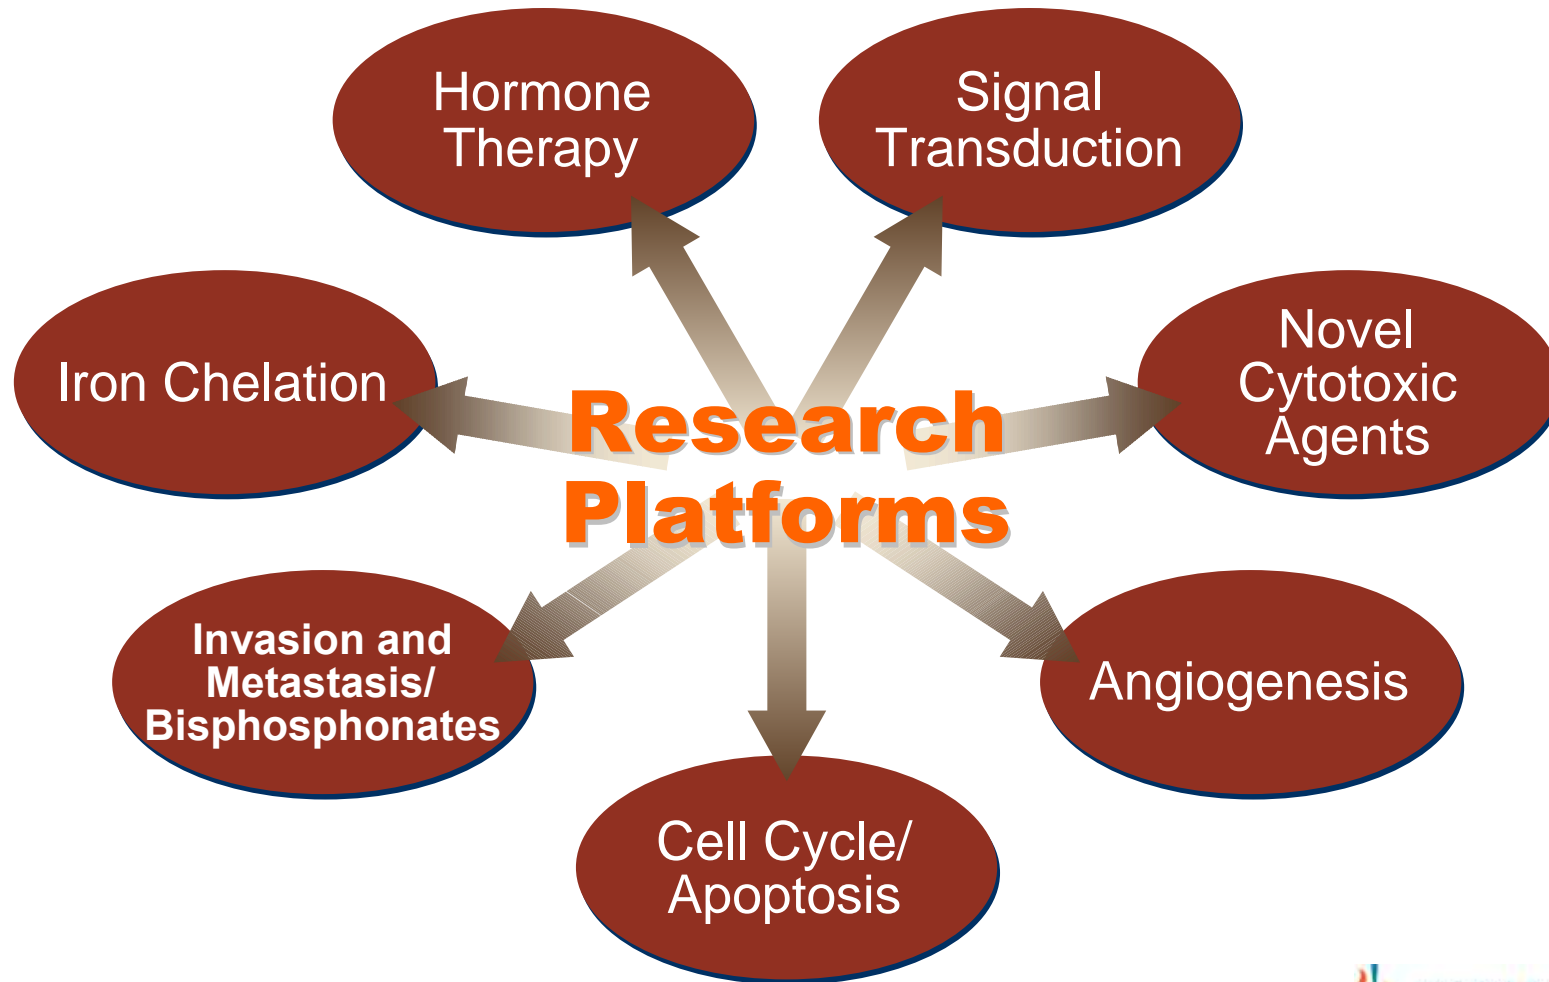 Hormone
Therapy
Signal
Transduction
Iron Chelation
Novel
Cytotoxic
Agents
Research
Platforms
Invasion and
Metastasis/
Bisphosphonates
Angiogenesis
Cell Cycle/
Apoptosis